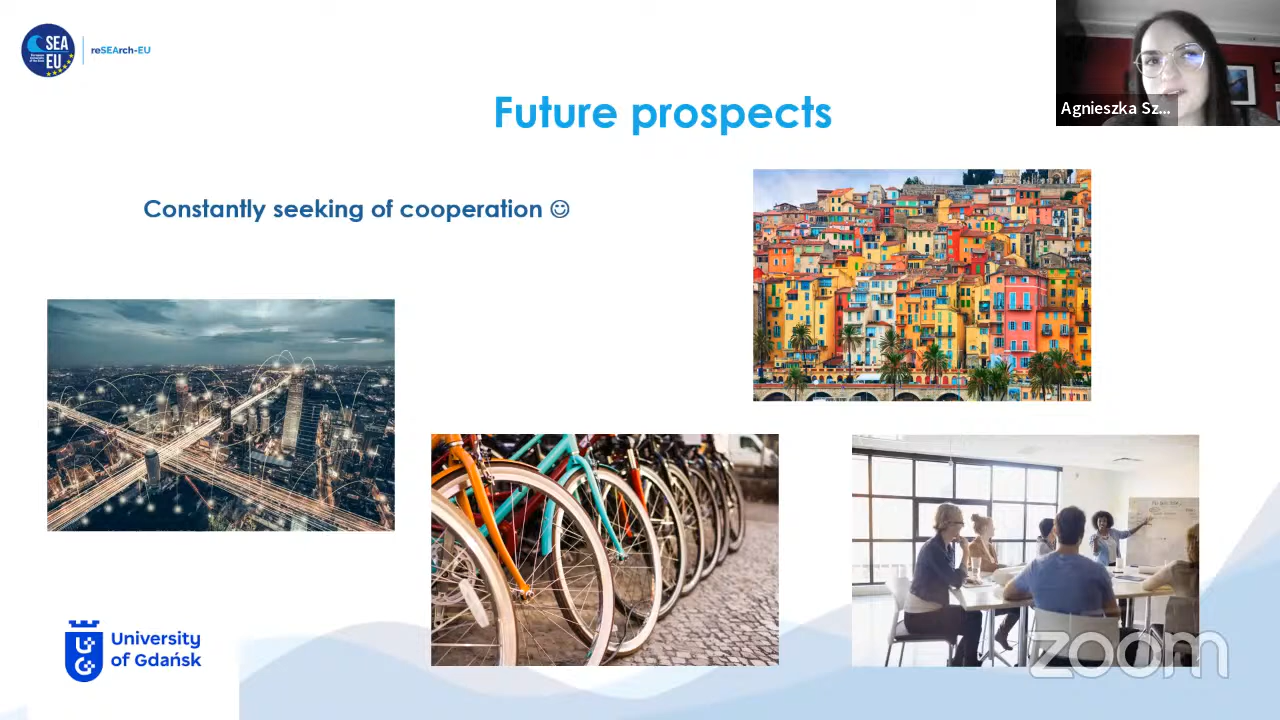 SEA
EU
reSEArch-EU
Agnieszka Sz...
Future prospects
Constantly seeking of cooperation ☺
University
of Gdańsk
zoom